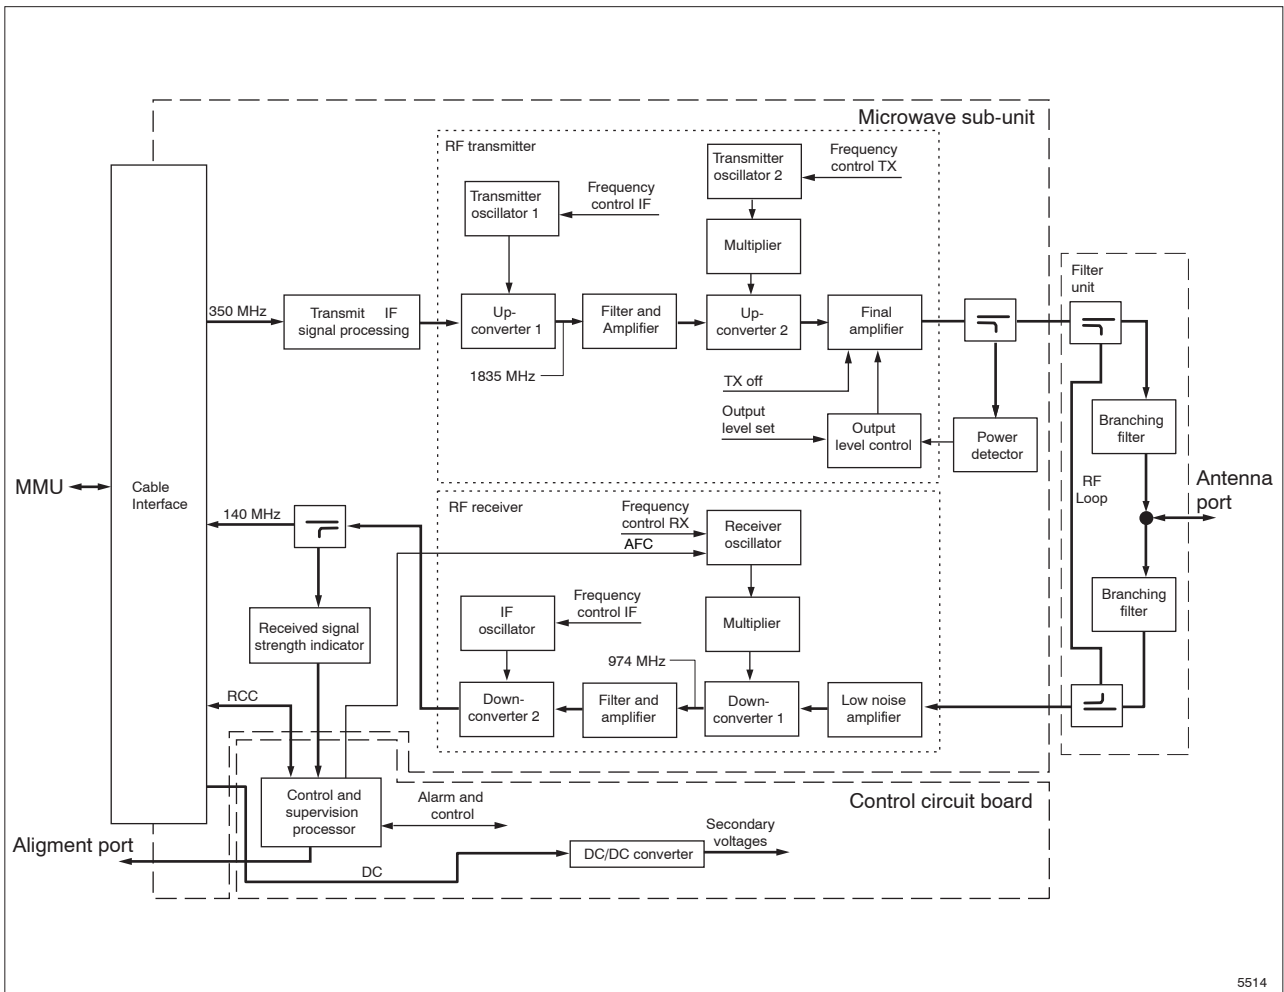 Microwave sub-unit
RF transmitter
Transmitter
oscillator 2
Frequency
control TX
Transmitter
oscillator 1
Frequency
control IF
Multiplier
Filter
unit
350 MHz
Transmit IF
signal processing
Up-
converter 1
Filter and
Amplifier
Up-
converter 2
Final
amplifier
1835 MHz
TX off
Output
level set
Output
level control
Power
detector
Branching
filter
MMU
Cable
Interface
RF
Loop
Antenna
port
140 MHz
RF receiver
Frequency
control RX
AFC
Receiver
oscillator
IF
oscillator
Frequency
control IF
Multiplier
Branching
filter
Received signal
strength indicator
974 MHz
RCC
Down-
converter 2
Filter and
amplifier
Down-
converter 1
Low noise
amplifier
Control and
supervision
processor
Alarm and
control
Control circuit board
Aligment port
DC
DC/DC converter
Secondary
voltages
5514